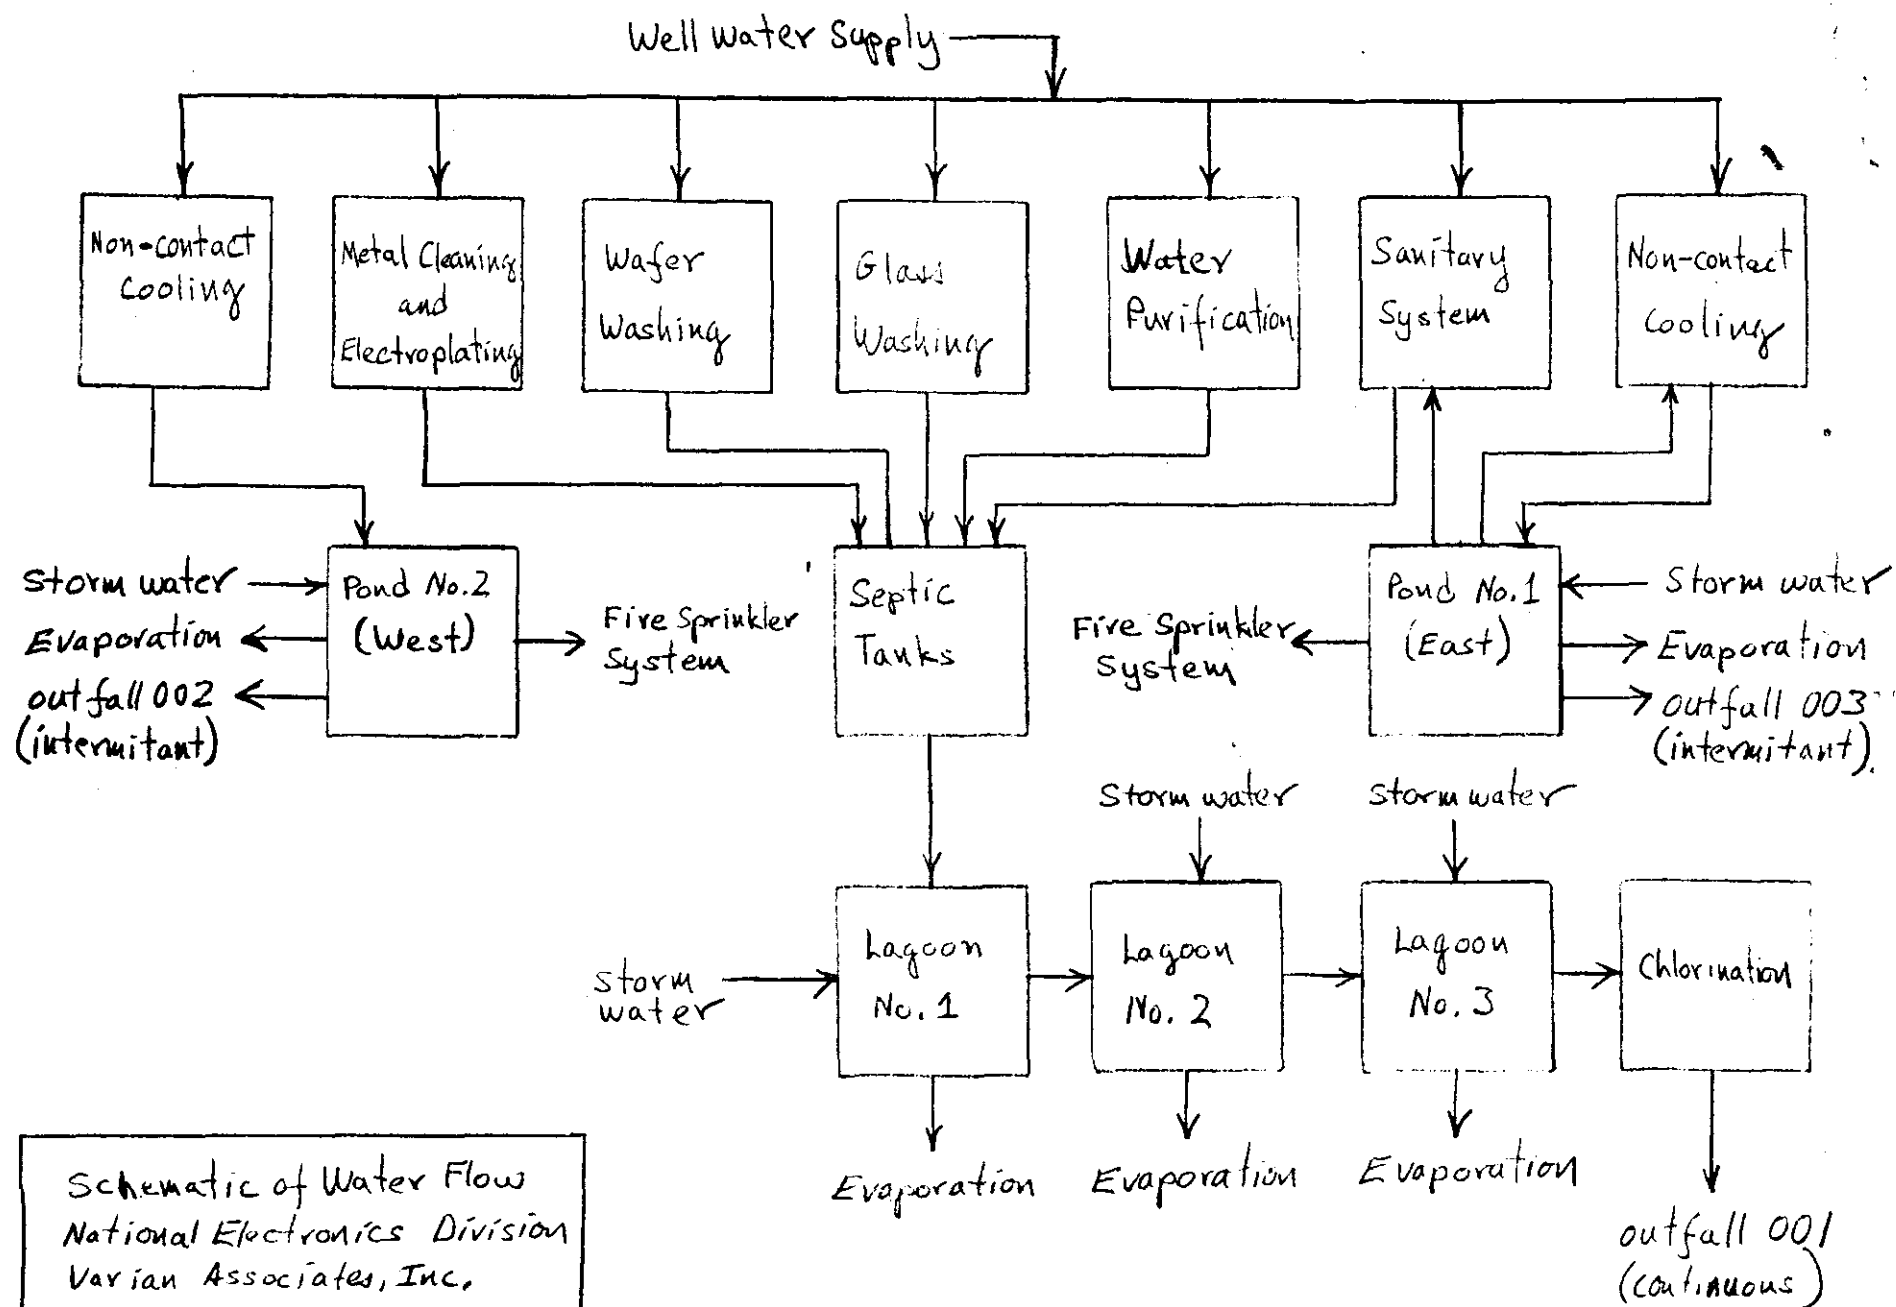 Well water Supply
Non-contact
Cooling
Metal Cleaning
and
Electroplating
Wafer
Washing
Glass
Washing
Water
Purification
Sanitary
System
Non-contact
Cooling
Storm water
Evaporation
outfall 002
(intermitant)
Pond No. 2
(West)
Fire Sprinkler
System
Septic
Tanks
Fire Sprinkler
System
Pond No. 1
(East)
Storm water
Evaporation
outfall 003
(intermitant)
Storm water
Storm water
Storm
water
Lagoon
No. 1
Lagoon
No. 2
Lagoon
No. 3
Chlorination
Evaporation
Evaporation
Evaporation
outfall 001
(continuous)
Schematic of Water Flow
National Electronics Division
Varian Associates, Inc.